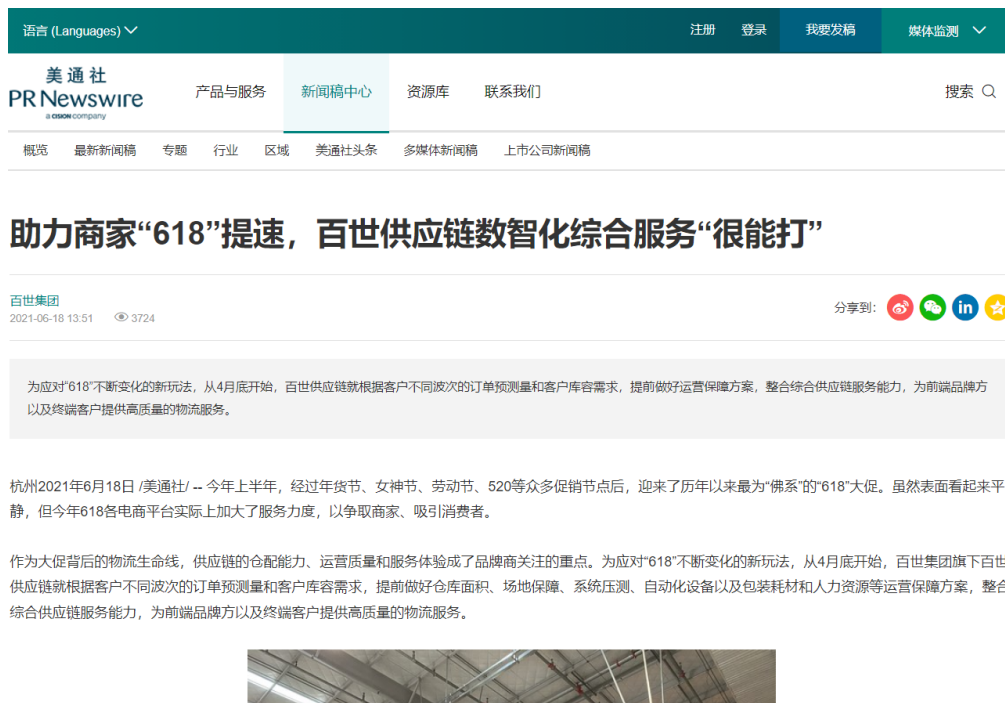 语言 (Languages)
注册
登录
我要发稿
媒体监测
美通社
PR Newswire
a CISION company
产品与服务
新闻稿中心
资源库
联系我们
搜索
概览
最新新闻稿
专题
行业
区域
美通社头条
多媒体新闻稿
上市公司新闻稿
助力商家“618”提速，百世供应链数智化综合服务“很能打”
百世集团
2021-06-18 13:51
3724
分享到:
in
为应对“618”不断变化的新玩法，从4月底开始，百世供应链就根据客户不同波次的订单预测量和客户库容需求，提前做好运营保障方案，整合综合供应链服务能力，为前端品牌方
以及终端客户提供高质量的物流服务。
杭州2021年6月18日 /美通社/ -- 今年上半年，经过年货节、女神节、劳动节、520等众多促销节点后，迎来了历年以来最为“佛系”的“618”大促。虽然表面看起来平
静，但今年618各电商平台实际上加大了服务力度，以争取商家、吸引消费者。
作为大促背后的物流生命线，供应链的仓配能力、运营质量和服务体验成了品牌商关注的重点。为应对“618”不断变化的新玩法，从4月底开始，百世集团旗下百世
供应链就根据客户不同波次的订单预测量和客户库容需求，提前做好仓库面积、场地保障、系统压测、自动化设备以及包装耗材和人力资源等运营保障方案，整合
综合供应链服务能力，为前端品牌方以及终端客户提供高质量的物流服务。